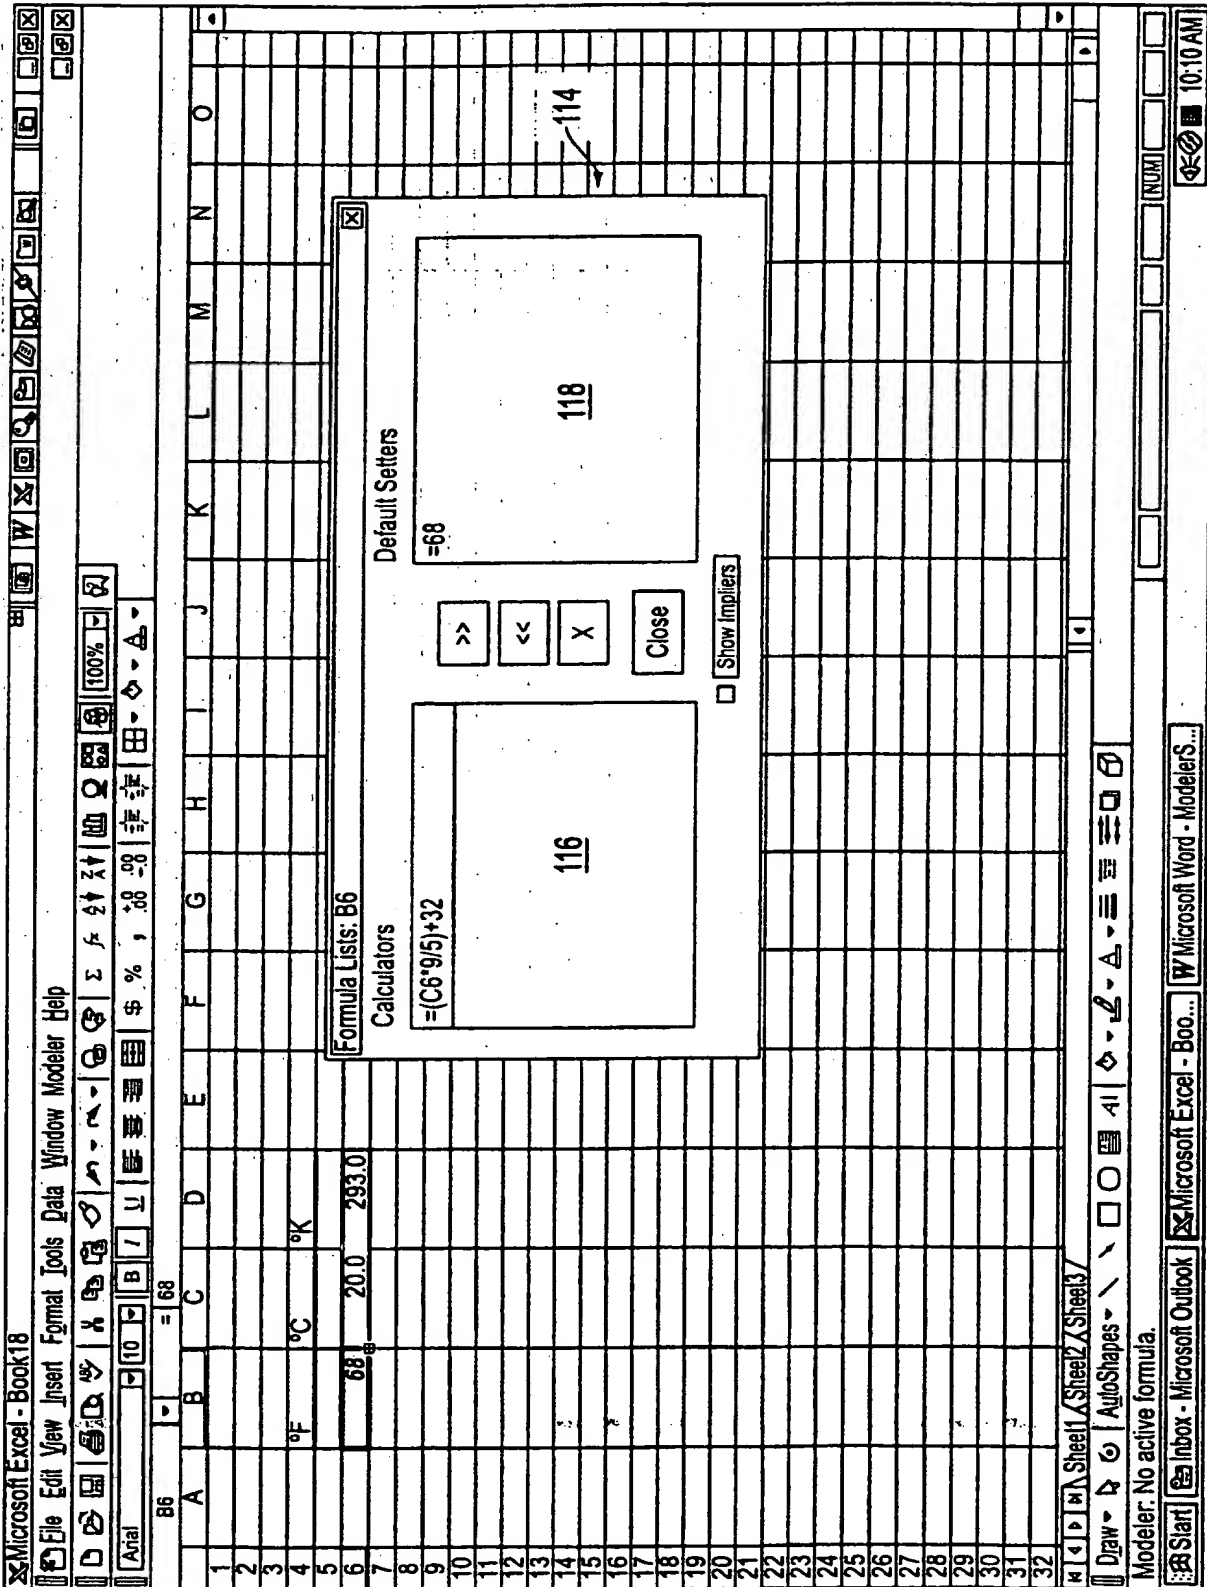 Microsoft Excel - Book18
File Edit View Insert Format Tools Data Window Modeler Help
100%
Arial 10 B I U $ % , .00
B6 = 68
A B C D E F G H I J K L M N O
1
2
3
4 °F °C °K
5
6 68 20.0 293.0
7
8
9
10
11
12
13
14
15
16
17
18
19
20
21
22
23
24
25
26
27
28
29
30
31
32
Formula Lists: B6 X
Calculators Default Setters
=(C6*9/5)+32
=68
>>
<<
X
Close
Show Impliers
116
118
114
Sheet1 Sheet2 Sheet3
Draw AutoShapes
Modeler: No active formula.
NUM
Start Inbox - Microsoft Outlook Microsoft Excel - Boo... W Microsoft Word - ModelerS... 10:10 AM